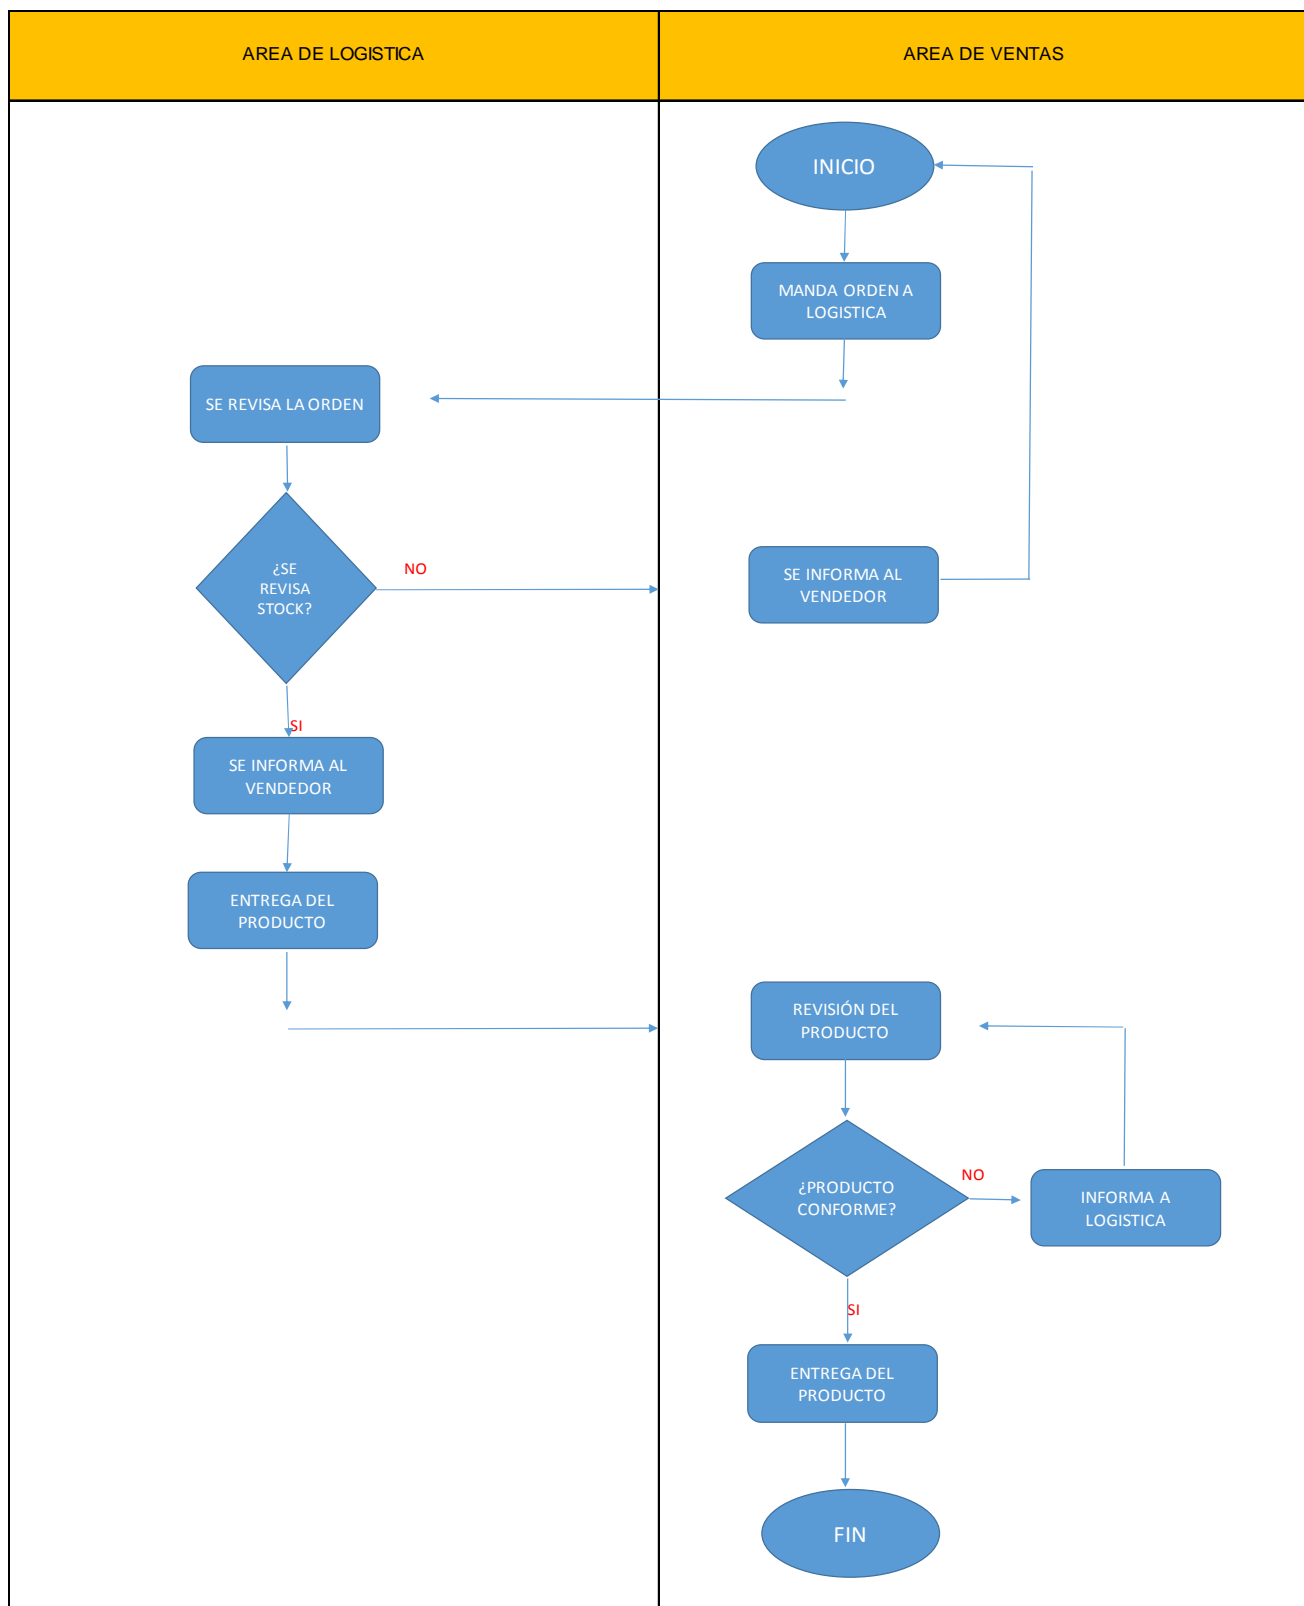 AREA DE LOGISTICA
AREA DE VENTAS
INICIO
MANDA ORDEN A
LOGISTICA
SE REVISA LA ORDEN
¿SE
REVISA
STOCK?
NO
SE INFORMA AL
VENDEDOR
SI
SE INFORMA AL
VENDEDOR
ENTREGA DEL
PRODUCTO
REVISIÓN DEL
PRODUCTO
¿PRODUCTO
CONFORME?
NO
INFORMA A
LOGISTICA
SI
ENTREGA DEL
PRODUCTO
FIN